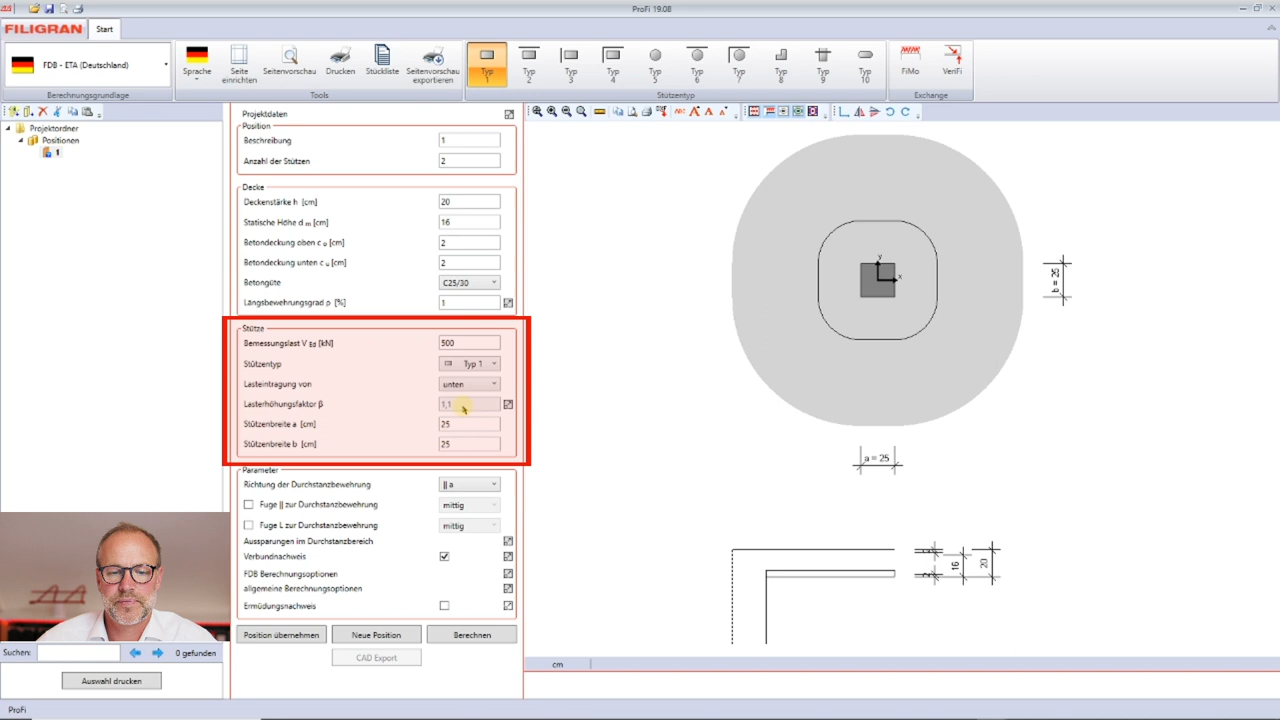 ProFi 19.08
FILIGRAN Start
FDB - ETA (Deutschland)
Berechnungsgrundlage
Sprache
Seite einrichten
Seitenvorschau
Drucken
Stückliste
Seitenvorschau exportieren
Tools
Typ 1
Typ 2
Typ 3
Typ 4
Typ 5
Typ 6
Typ 7
Typ 8
Typ 9
Typ 10
Stützentyp
FiMo
VeriFi
Exchange
Projektordner
Positionen
1
Projektdaten
Position
Beschreibung 1
Anzahl der Stützen 2
Decke
Deckenstärke h [cm] 20
Statische Höhe d m [cm] 16
Betondeckung oben c o [cm] 2
Betondeckung unten c u [cm] 2
Betongüte C25/30
Längsbewehrungsgrad ρ [%] 1
Stütze
Bemessungslast V Ed [kN] 500
Stützentyp Typ 1
Lasteintragung von unten
Lasterhöhungsfaktor β 1,1
Stützenbreite a [cm] 25
Stützenbreite b [cm] 25
Parameter
Richtung der Durchstanzbewehrung || a
Fuge || zur Durchstanzbewehrung mittig
Fuge L zur Durchstanzbewehrung mittig
Aussparungen im Durchstanzbereich
Verbundnachweis
FDB Berechnungsoptionen
allgemeine Berechnungsoptionen
Ermüdungsnachweis
Position übernehmen Neue Position Berechnen
CAD Export
y
x
b = 25
a = 25
16
20
cm
Suchen: 0 gefunden
Auswahl drucken
ProFi